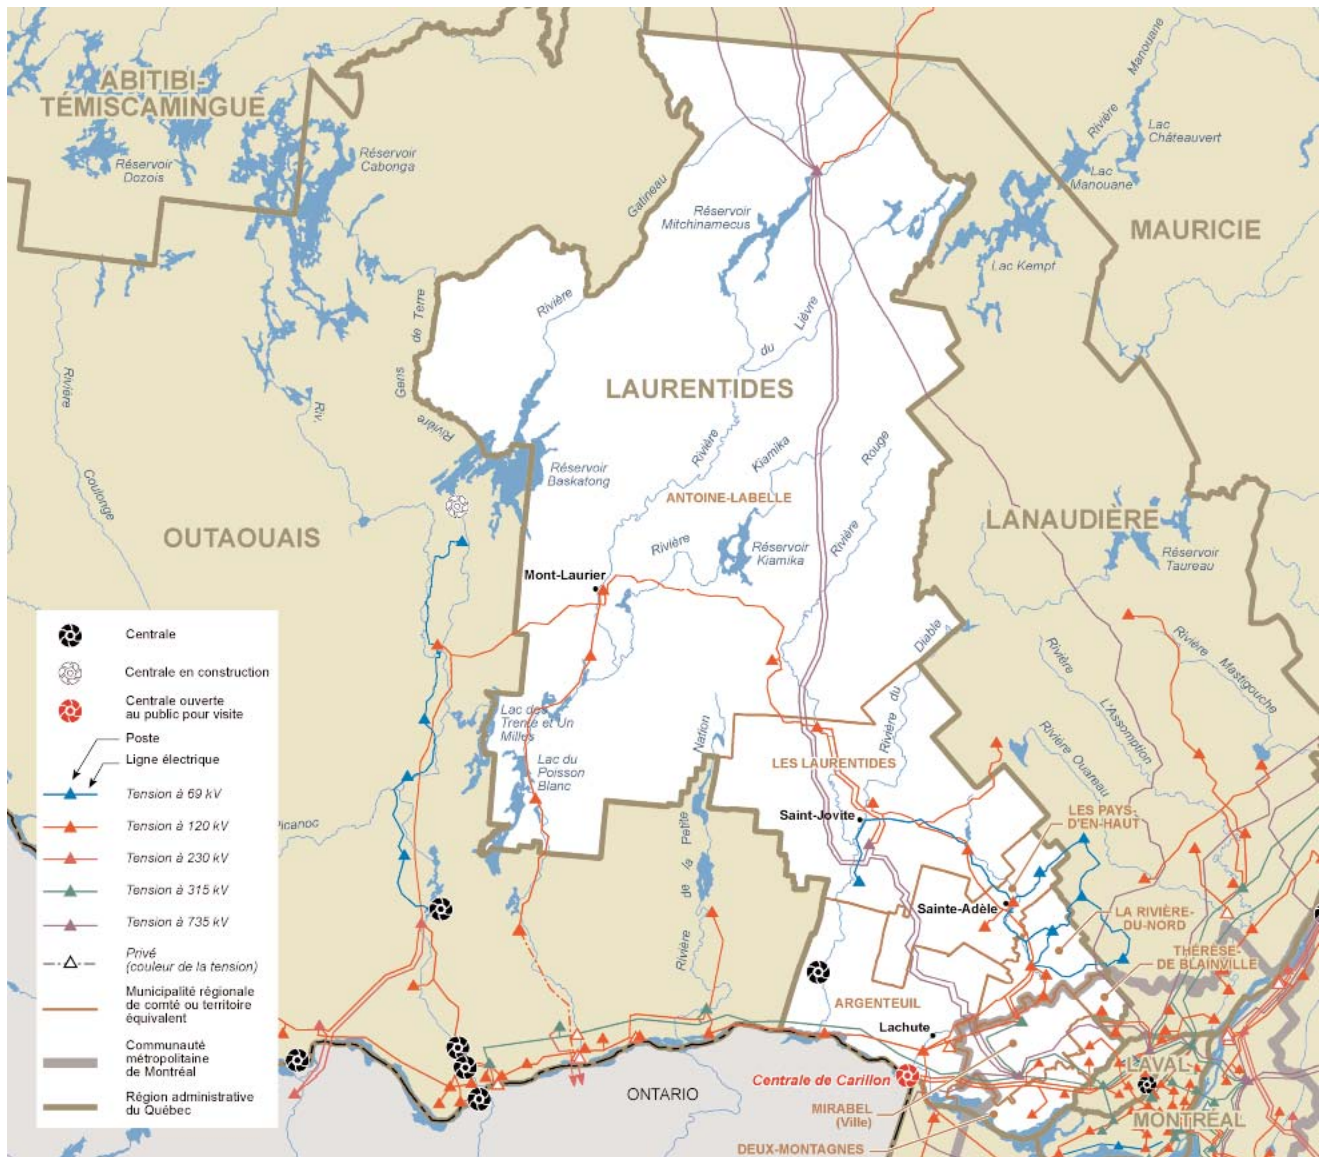 ABITIBI-
TÉMISCAMINGUE
Réservoir
Dozois
Réservoir
Cabonga
Gatineau
Réservoir
Mitchinamecus
Rivière
Manouane
Lac
Châteauvert
Lac
Manouane
MAURICIE
Lac Kempt
Rivière
Gens
de Terre
Rivière
du
Lièvre
Rivière
Coulonge
Riv.
Rivière
LAURENTIDES
Rivière
Kiamika
Rouge
Réservoir
Baskatong
ANTOINE-LABELLE
OUTAOUAIS
LANAUDIÈRE
Réservoir
Taureau
Rivière
Réservoir
Kiamika
Rivière
Mont-Laurier
Diable
Rivière du
Rivière
Mastigouche
Rivière
L'Assomption
Rivière Ouareau
Lac des
Trente et Un
Milles
Lac du
Poisson
Blanc
Nation
Rivière de la Petite
LES LAURENTIDES
Saint-Jovite
LES PAYS-
D'EN-HAUT
Sainte-Adèle
LA RIVIÈRE-
DU-NORD
THÉRÈSE-
DE BLAINVILLE
ARGENTEUIL
Lachute
LAVAL
Centrale de Carillon
ONTARIO
MIRABEL
(Ville)
MONTRÉAL
DEUX-MONTAGNES
Centrale
Centrale en construction
Centrale ouverte
au public pour visite
Poste
Ligne électrique
Tension à 69 kV
Tension à 120 kV
Tension à 230 kV
Tension à 315 kV
Tension à 735 kV
Privé
(couleur de la tension)
Municipalité régionale
de comté ou territoire
équivalent
Communauté
métropolitaine
de Montréal
Région administrative
du Québec